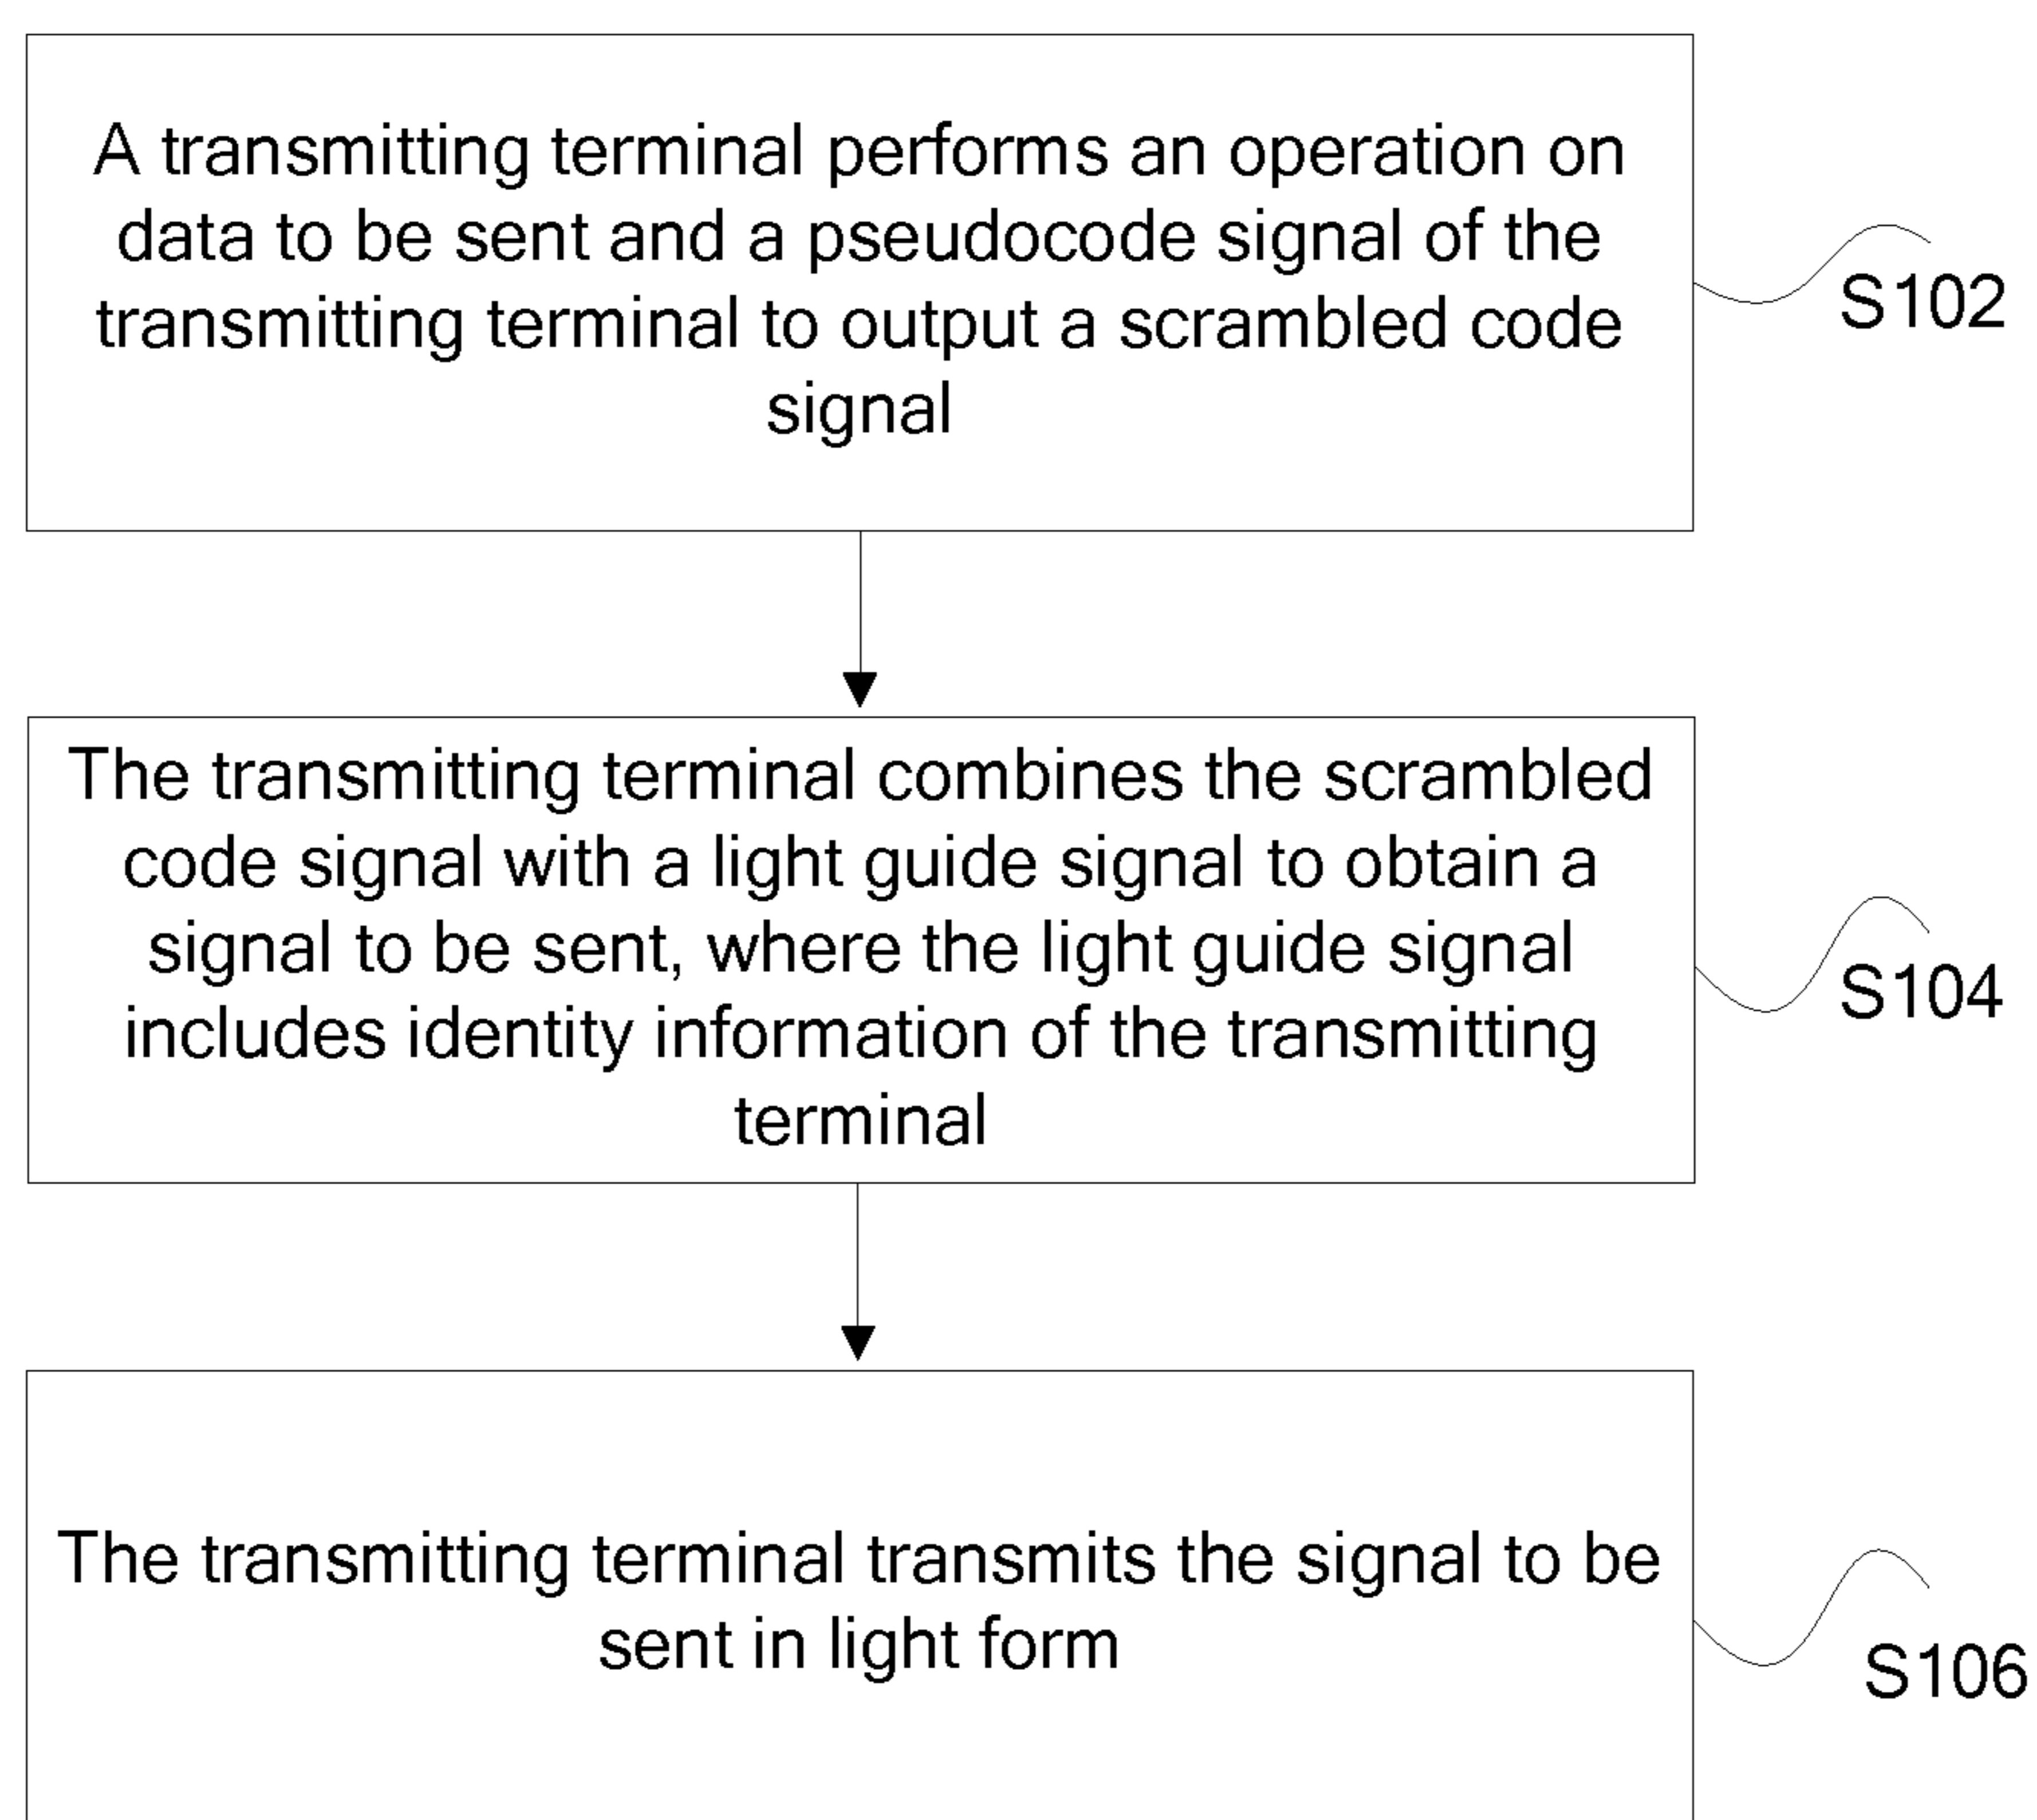 A transmitting terminal performs an operation on
data to be sent and a pseudocode signal of the
transmitting terminal to output a scrambled code
signal
S102
The transmitting terminal combines the scrambled
code signal with a light guide signal to obtain a
signal to be sent, where the light guide signal
includes identity information of the transmitting
terminal
S104
The transmitting terminal transmits the signal to be
sent in light form
S106